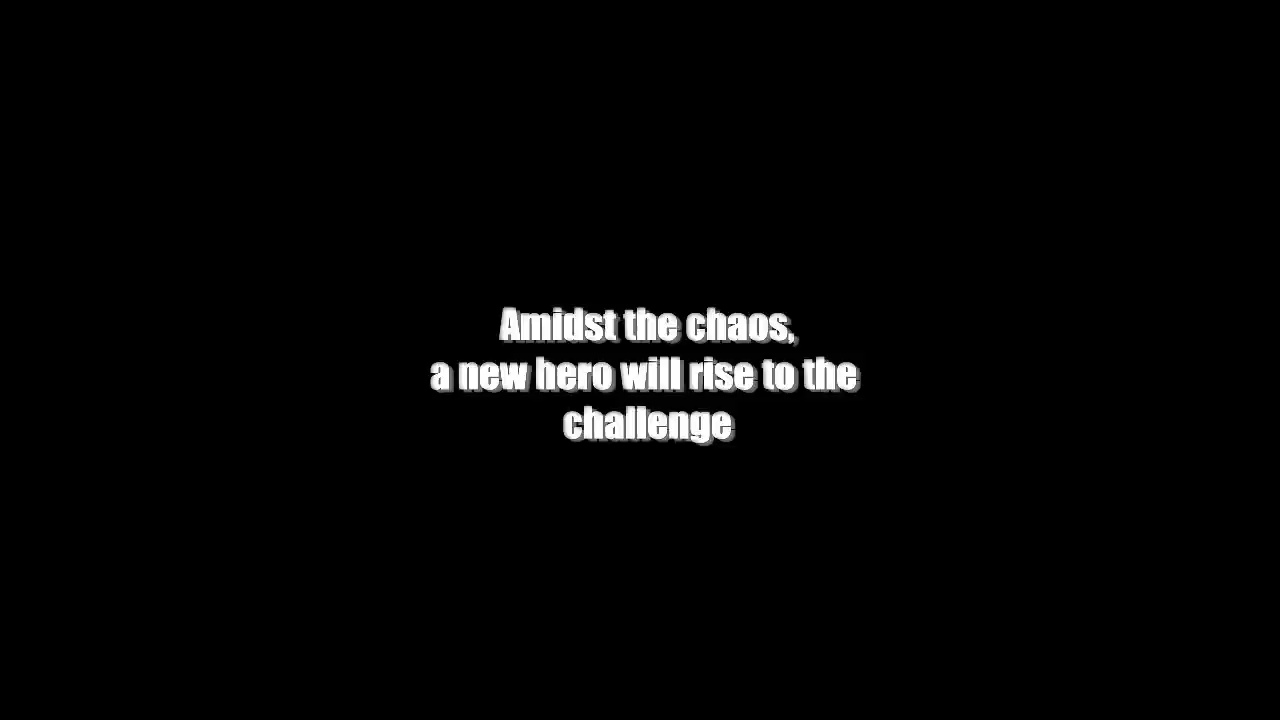 Amidst the chaos,
a new hero will rise to the
challenge